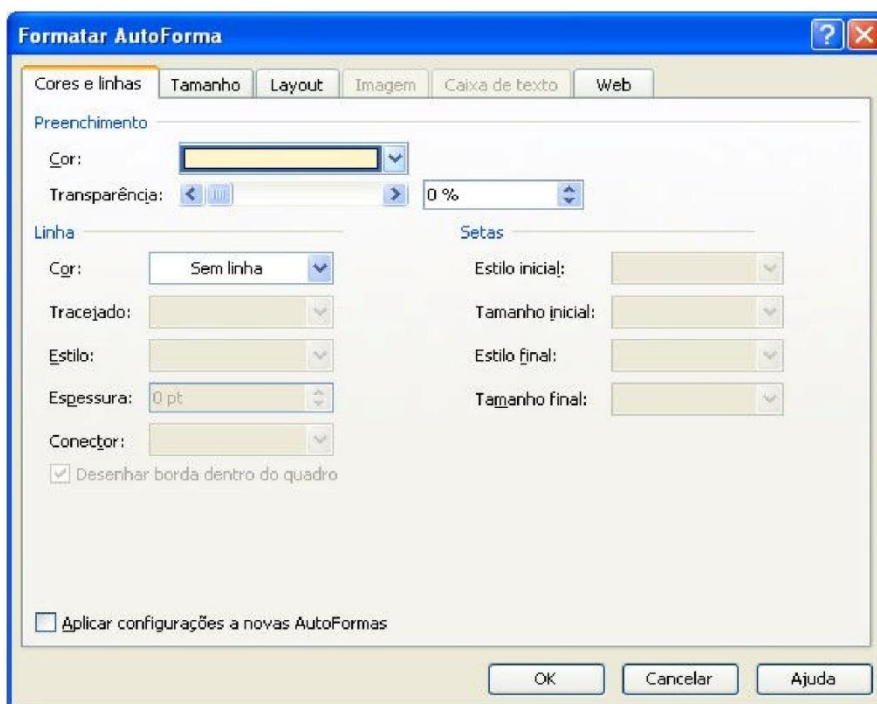 Formatar AutoForma
Cores e linhas Tamanho Layout Imagem Caixa de texto Web
Preenchimento
Cor:
Transparência: 0 %
Linha Setas
Cor: Sem linha Estilo inicial:
Tracejado: Tamanho inicial:
Estilo: Estilo final:
Espessura: 0 pt Tamanho final:
Conector:
Desenhar borda dentro do quadro
Aplicar configurações a novas AutoFormas
OK Cancelar Ajuda